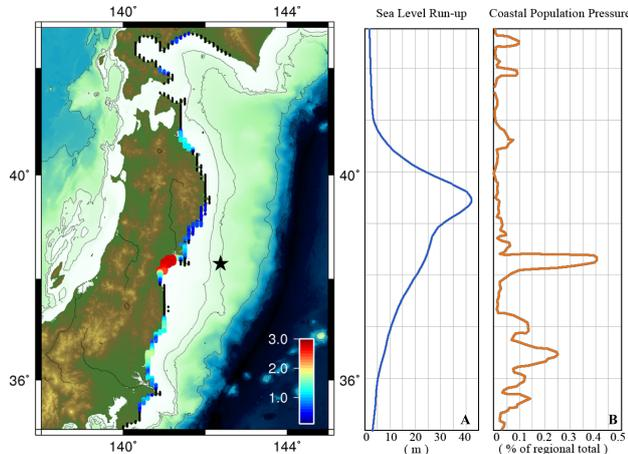 140° 144° Sea Level Run-up Coastal Population Pressure
40° 40°
36° 36°
3.0
2.0
1.0
A B
140° 144°
0 10 20 30 40 0 0.1 0.2 0.3 0.4 0.5
( m ) ( % of regional total )